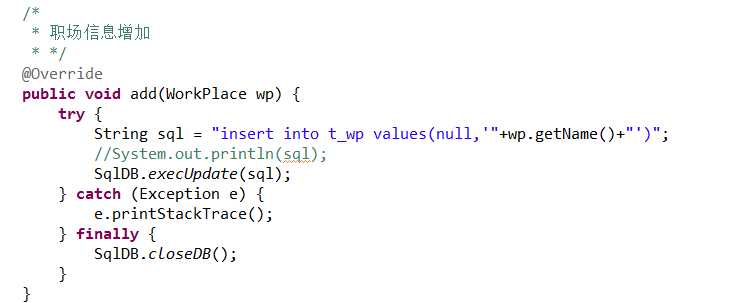 /*
 * 职场信息增加
 * */
@Override
public void add(WorkPlace wp) {
    try {
        String sql = "insert into t_wp values(null,'"+wp.getName()+"')";
        //System.out.println(sql);
        SqlDB.execUpdate(sql);
    } catch (Exception e) {
        e.printStackTrace();
    } finally {
        SqlDB.closeDB();
    }
}